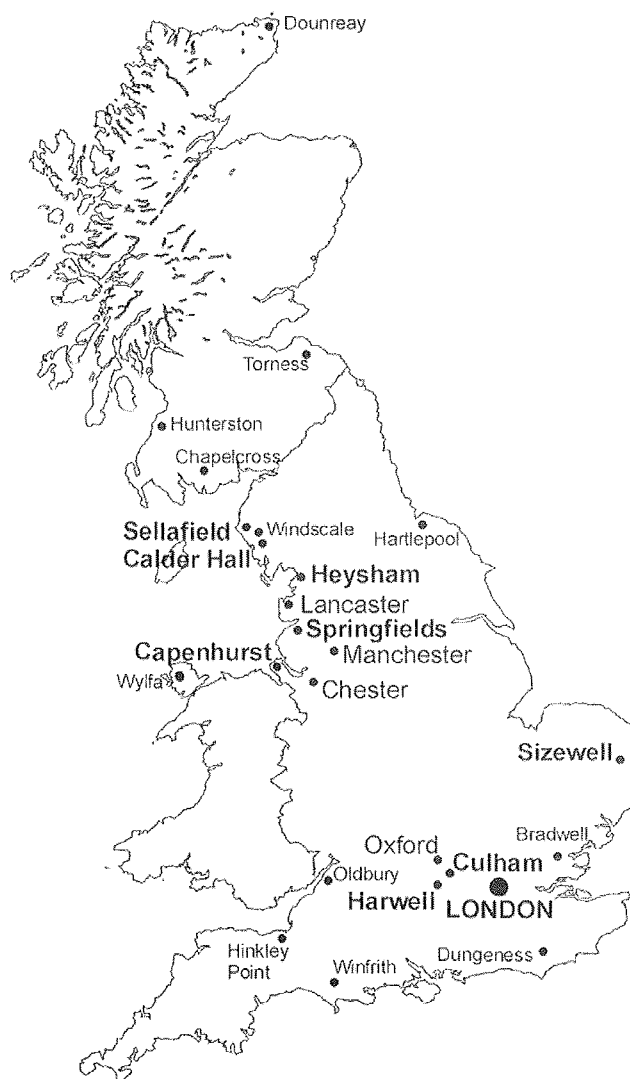 Dounreay
Torness
Hunterston
Chapelcross
Sellafield
Windscale
Hartlepool
Calder Hall
Heysham
Lancaster
Springfields
Capenhurst
Manchester
Wylfa
Chester
Sizewell
Oxford
Bradwell
Culham
Oldbury
Harwell
LONDON
Hinkley
Point
Dungeness
Winfrith